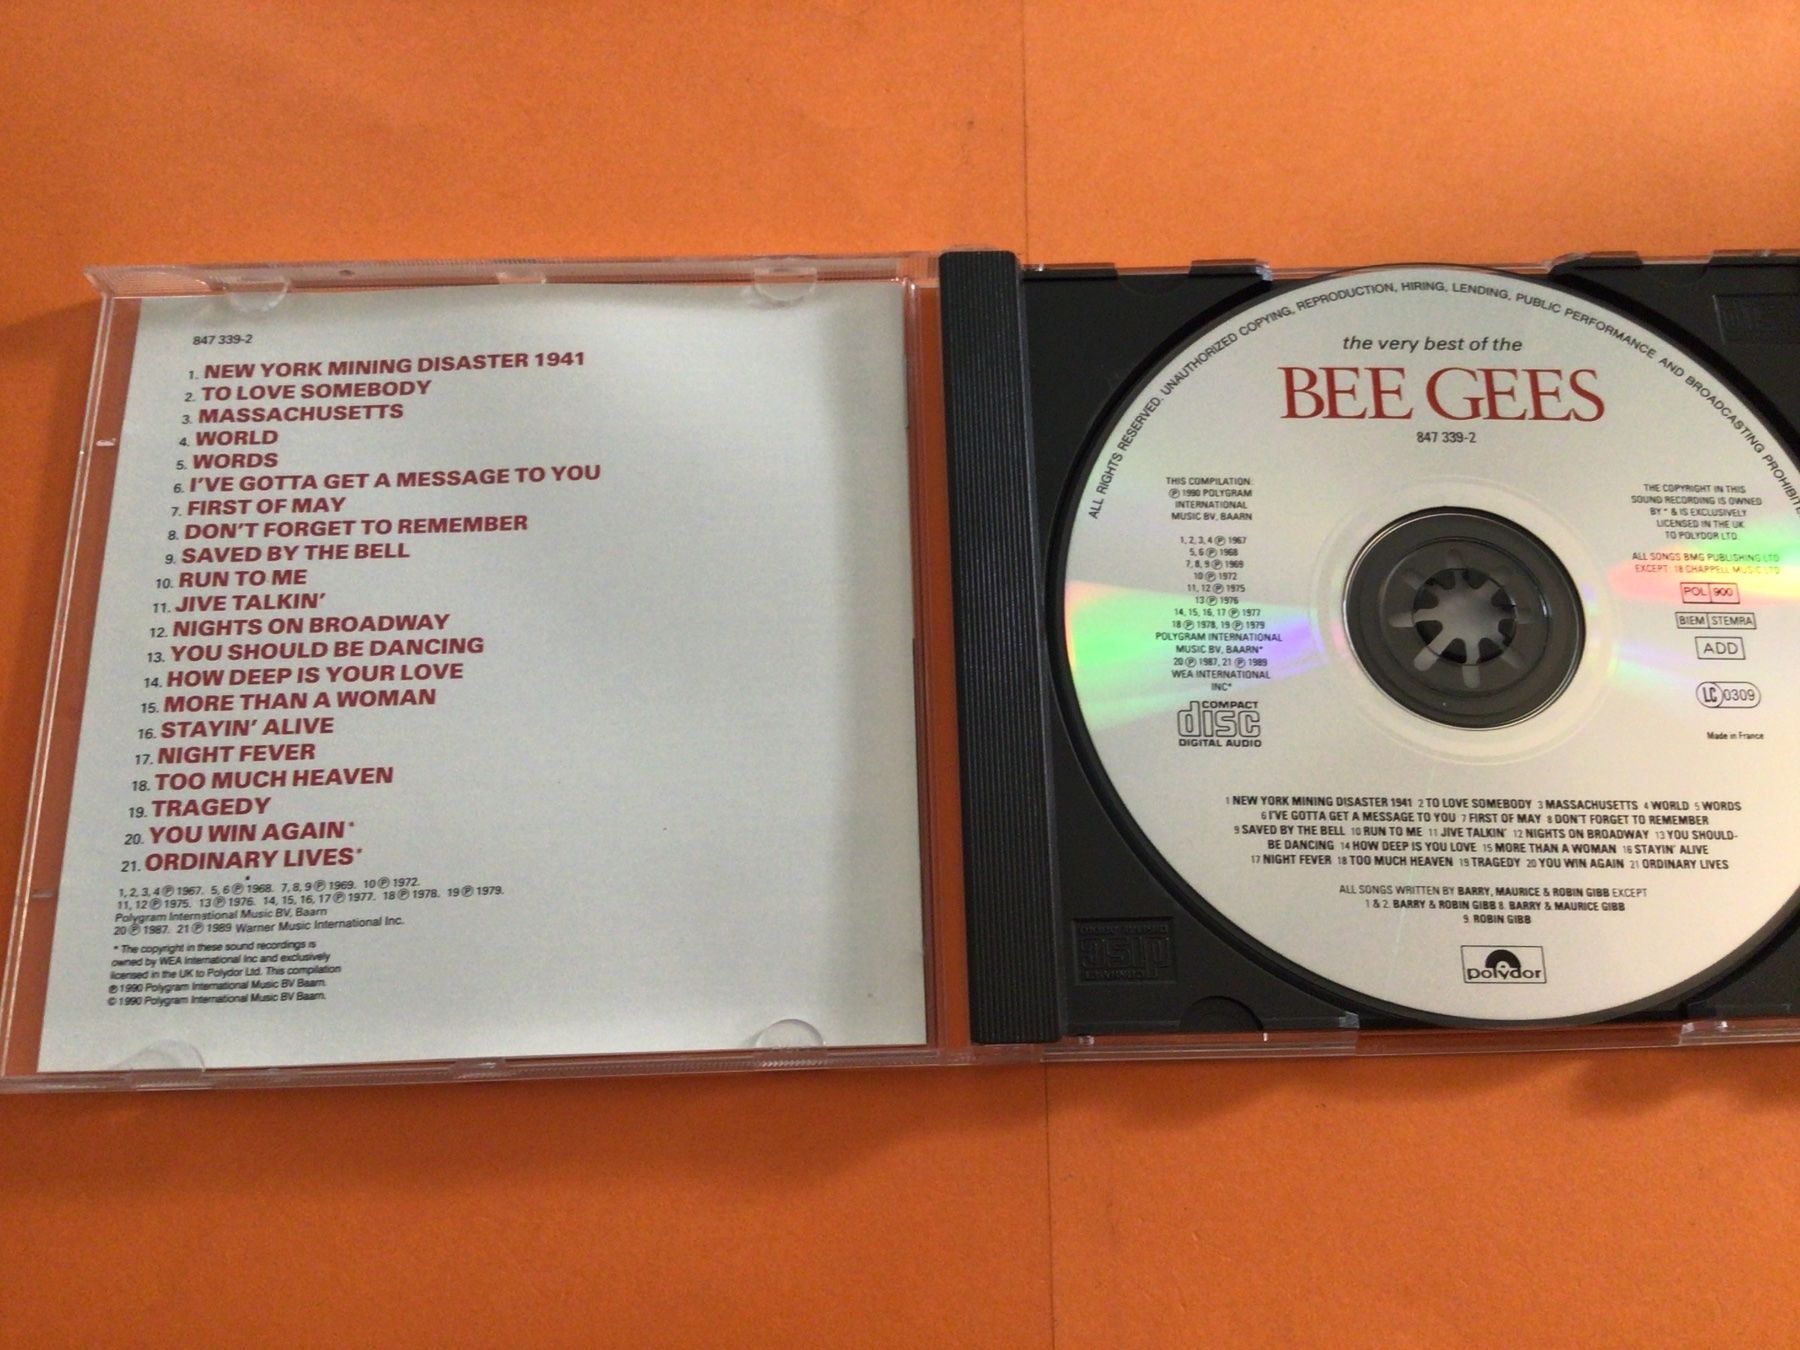 847 339-2
1. NEW YORK MINING DISASTER 1941
2. TO LOVE SOMEBODY
3. MASSACHUSETTS
4. WORLD
5. WORDS
6. I'VE GOTTA GET A MESSAGE TO YOU
7. FIRST OF MAY
8. DON'T FORGET TO REMEMBER
9. SAVED BY THE BELL
10. RUN TO ME
11. JIVE TALKIN'
12. NIGHTS ON BROADWAY
13. YOU SHOULD BE DANCING
14. HOW DEEP IS YOUR LOVE
15. MORE THAN A WOMAN
16. STAYIN' ALIVE
17. NIGHT FEVER
18. TOO MUCH HEAVEN
19. TRAGEDY
20. YOU WIN AGAIN*
21. ORDINARY LIVES*
1, 2, 3, 4 ℗ 1967. 5, 6 ℗ 1968. 7, 8, 9 ℗ 1969. 10 ℗ 1972.
11, 12 ℗ 1975. 13 ℗ 1976. 14, 15, 16, 17 ℗ 1977. 18 ℗ 1978. 19 ℗ 1979.
Polygram International Music BV, Baarn
20 ℗ 1987. 21 ℗ 1989 Warner Music International Inc.
* The copyright in these sound recordings is
owned by WEA International Inc and exclusively
licensed in the UK to Polydor Ltd. This compilation
℗ 1990 Polygram International Music BV Baarn.
© 1990 Polygram International Music BV Baarn.
ALL RIGHTS RESERVED. UNAUTHORIZED COPYING, REPRODUCTION, HIRING, LENDING, PUBLIC PERFORMANCE AND BROADCASTING PROHIBITE
the very best of the
BEE GEES
847 339-2
THIS COMPILATION:
℗ 1990 POLYGRAM
INTERNATIONAL
MUSIC BV, BAARN
1, 2, 3, 4 ℗ 1967
5, 6 ℗ 1968
7, 8, 9 ℗ 1969
10 ℗ 1972
11, 12 ℗ 1975
13 ℗ 1976
14, 15, 16, 17 ℗ 1977
18 ℗ 1978, 19 ℗ 1979
POLYGRAM INTERNATIONAL
MUSIC BV, BAARN*
20 ℗ 1987, 21 ℗ 1989
WEA INTERNATIONAL
INC*
COMPACT
disc
DIGITAL AUDIO
THE COPYRIGHT IN THIS
SOUND RECORDING IS OWNED
BY * & IS EXCLUSIVELY
LICENSED IN THE UK
TO POLYDOR LTD.
ALL SONGS BMG PUBLISHING LTD
EXCEPT 18 CHAPPELL MUSIC LTD
POL 900
BIEM STEMRA
ADD
LC 0309
Made in France
1 NEW YORK MINING DISASTER 1941 2 TO LOVE SOMEBODY 3 MASSACHUSETTS 4 WORLD 5 WORDS
6 I'VE GOTTA GET A MESSAGE TO YOU 7 FIRST OF MAY 8 DON'T FORGET TO REMEMBER
9 SAVED BY THE BELL 10 RUN TO ME 11 JIVE TALKIN' 12 NIGHTS ON BROADWAY 13 YOU SHOULD-
BE DANCING 14 HOW DEEP IS YOU LOVE 15 MORE THAN A WOMAN 16 STAYIN' ALIVE
17 NIGHT FEVER 18 TOO MUCH HEAVEN 19 TRAGEDY 20 YOU WIN AGAIN 21 ORDINARY LIVES
ALL SONGS WRITTEN BY BARRY, MAURICE & ROBIN GIBB EXCEPT
1 & 2. BARRY & ROBIN GIBB 8. BARRY & MAURICE GIBB
9. ROBIN GIBB
polydor